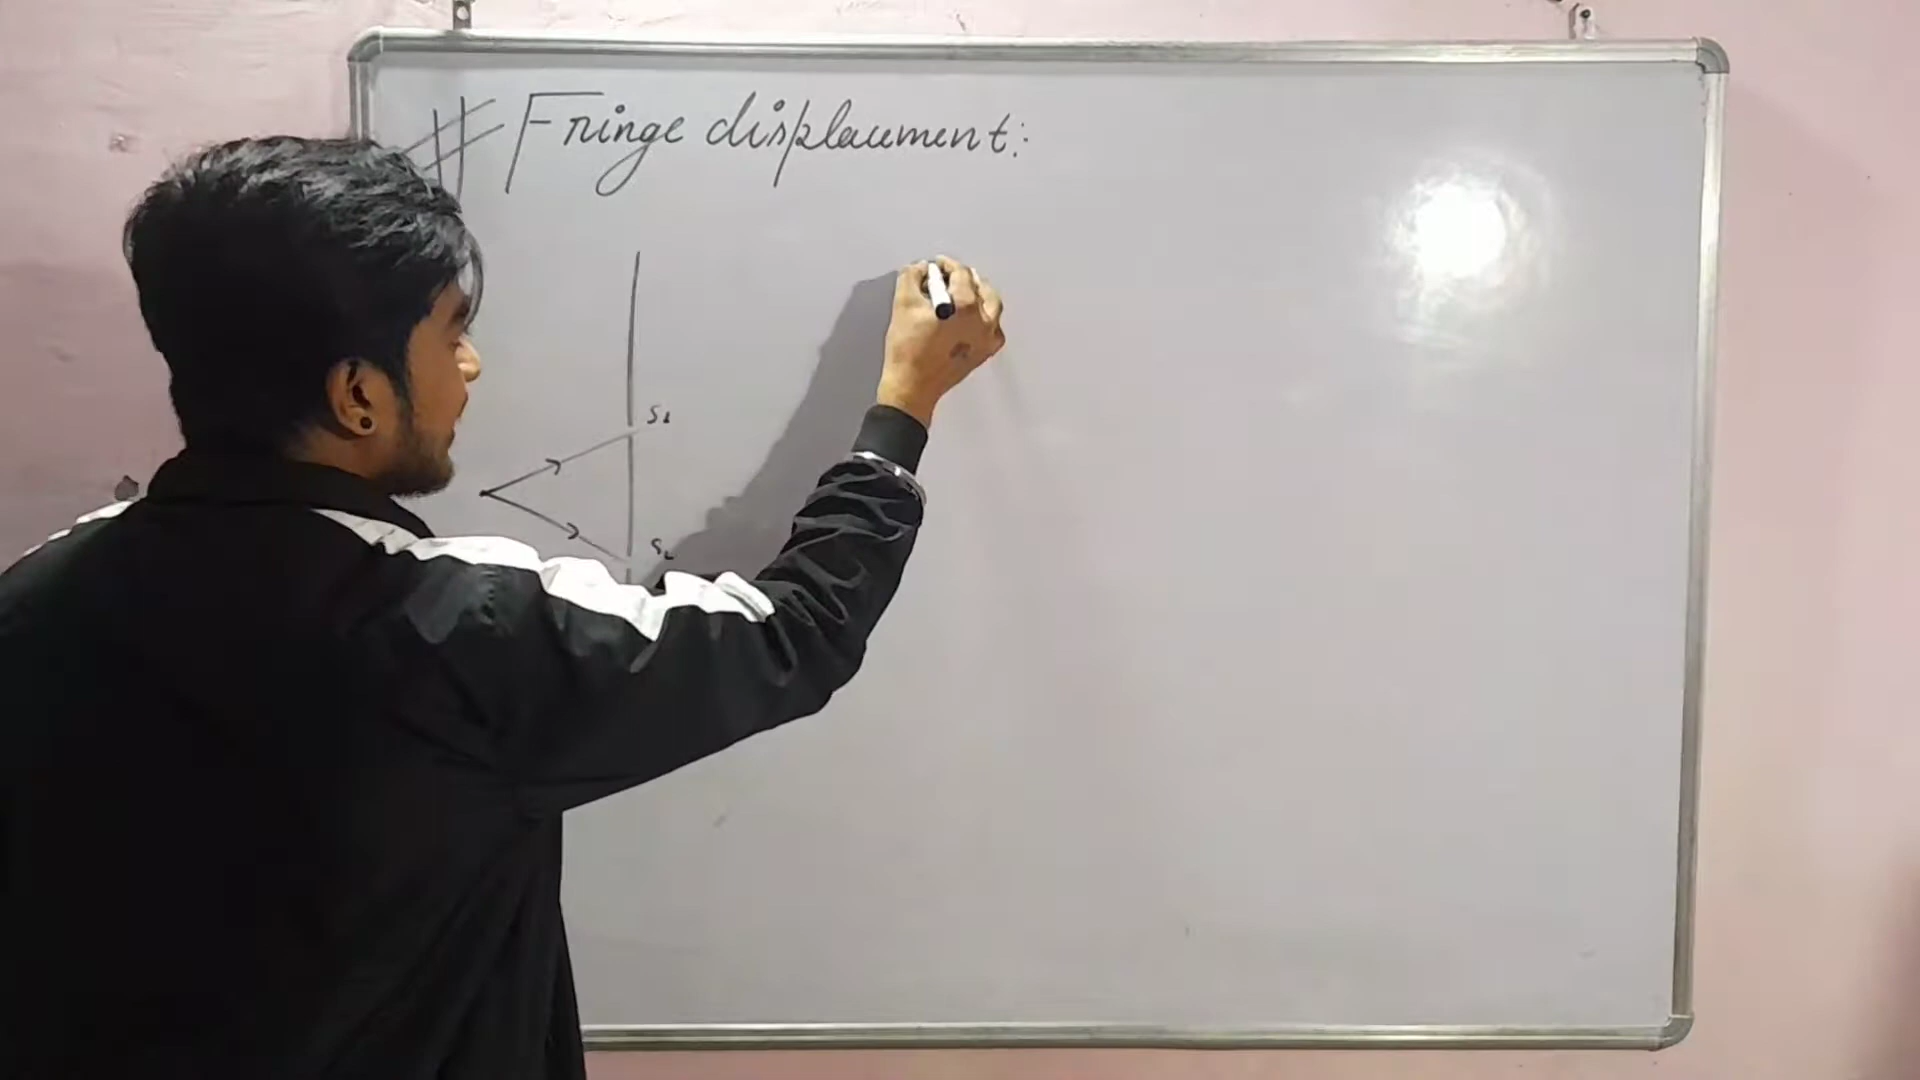 # Fringe displacement:
S₁
S₂